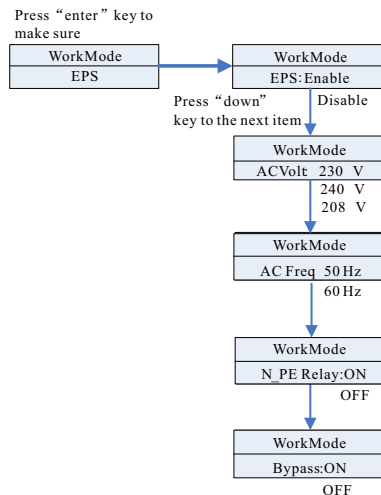 Press “enter” key to
make sure
WorkMode
EPS
WorkMode
EPS:Enable
Disable
Press “down”
key to the next item
WorkMode
ACVolt 230 V
240 V
208 V
WorkMode
AC Freq 50 Hz
60 Hz
WorkMode
N_PE Relay:ON
OFF
WorkMode
Bypass:ON
OFF